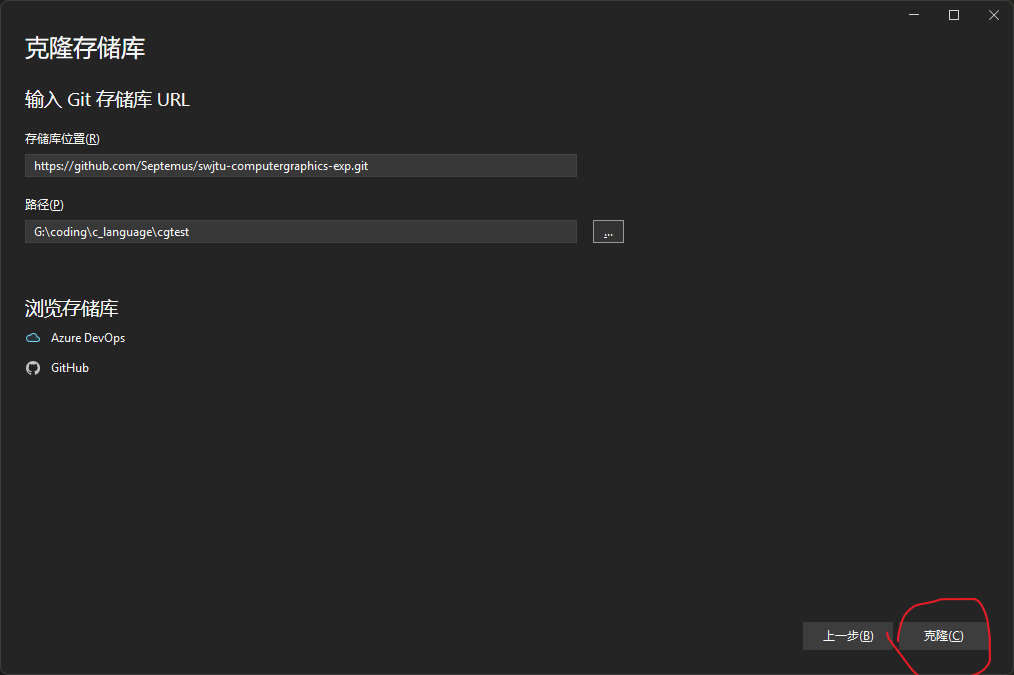 克隆存储库
输入 Git 存储库 URL
存储库位置(R)
https://github.com/Septemus/swjtu-computergraphics-exp.git
路径(P)
G:\coding\c_language\cgtest
...
浏览存储库
Azure DevOps
GitHub
上一步(B)
克隆(C)